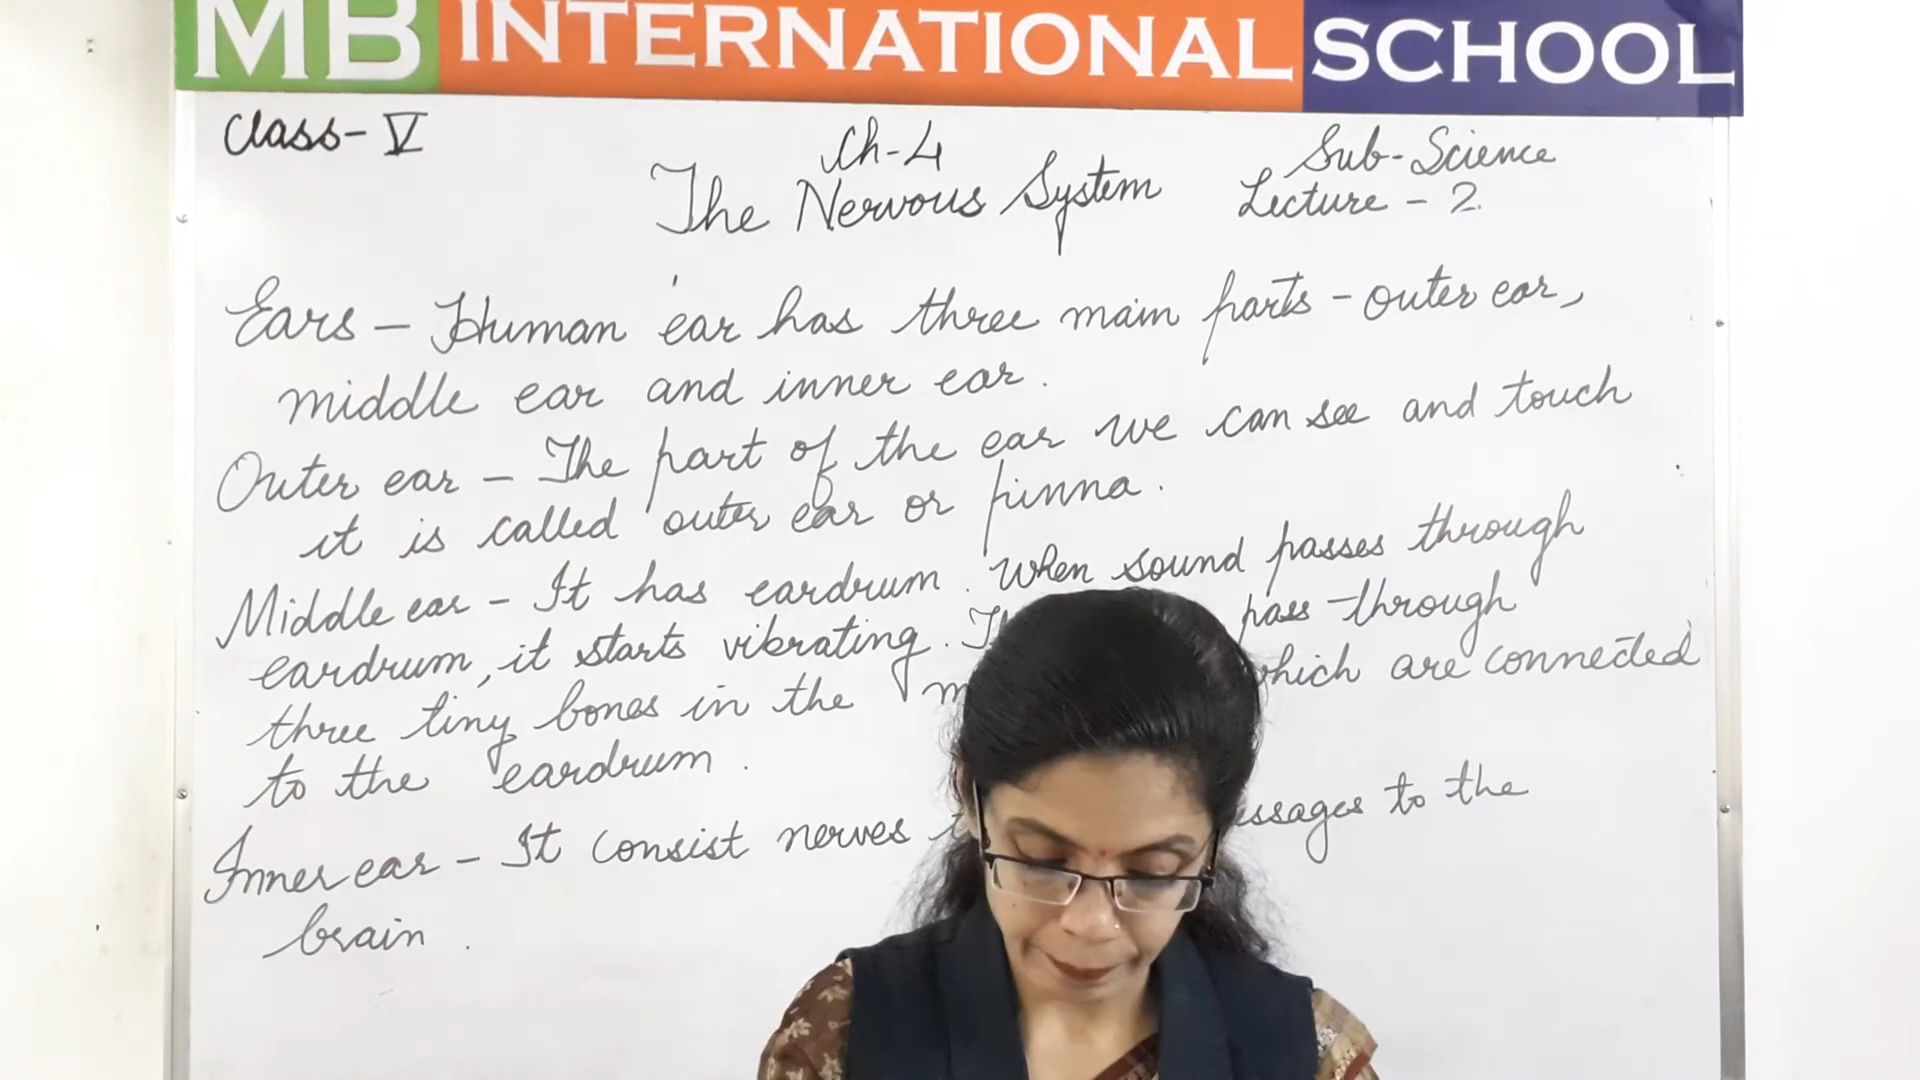 MB INTERNATIONAL SCHOOL
Class- V
Ch-4
Sub-Science
The Nervous System
Lecture - 2.
Ears - Human ear has three main parts - outer ear,
middle ear and inner ear.
Outer ear - The part of the ear we can see and touch
it is called outer ear or pinna.
Middle ear - It has eardrum. When sound passes through
eardrum, it starts vibrating. pass through
three tiny bones in the which are connected
to the eardrum.
Inner ear - It consist nerves to the
brain.